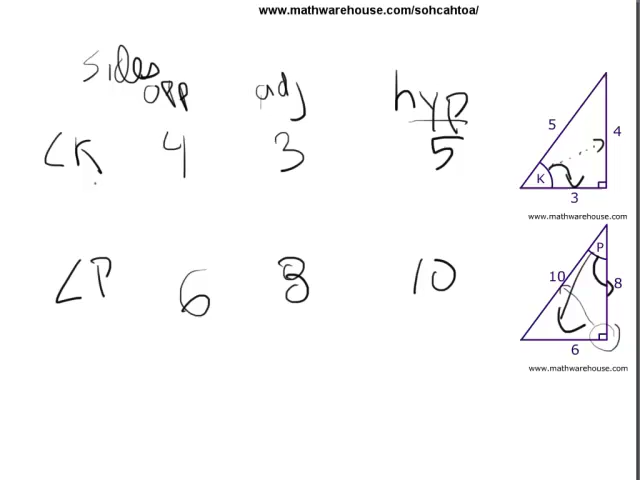 www.mathwarehouse.com/sohcahtoa/
sides
opp adj hyp
∠K 4 3 5
5
4
K
3
www.mathwarehouse.com
∠P 6 8 10
P
10
8
6
www.mathwarehouse.com